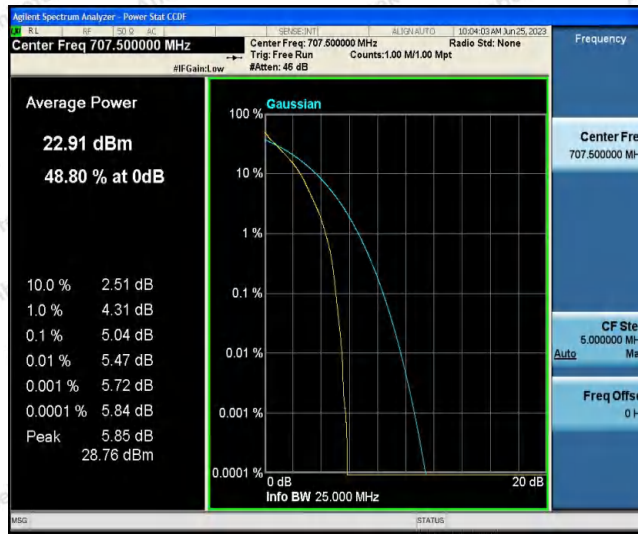 Agilent Spectrum Analyzer - Power Stat CCDF
RL RF 50 Ω AC SENSE:INT ALIGN AUTO 10:04:03 AM Jun 25, 2023
Center Freq 707.500000 MHz
Center Freq: 707.500000 MHz Radio Std: None
Trig: Free Run Counts:1.00 M/1.00 Mpt
#IFGain:Low #Atten: 46 dB
Frequency
Average Power
22.91 dBm
48.80 % at 0dB
10.0 % 2.51 dB
1.0 % 4.31 dB
0.1 % 5.04 dB
0.01 % 5.47 dB
0.001 % 5.72 dB
0.0001 % 5.84 dB
Peak 5.85 dB
28.76 dBm
Gaussian
100 %
10 %
1 %
0.1 %
0.01 %
0.001 %
0.0001 %
0 dB 20 dB
Info BW 25.000 MHz
Center Fre
707.500000 MH
CF Ste
5.000000 MH
Auto Ma
Freq Offse
0 H
MSG STATUS